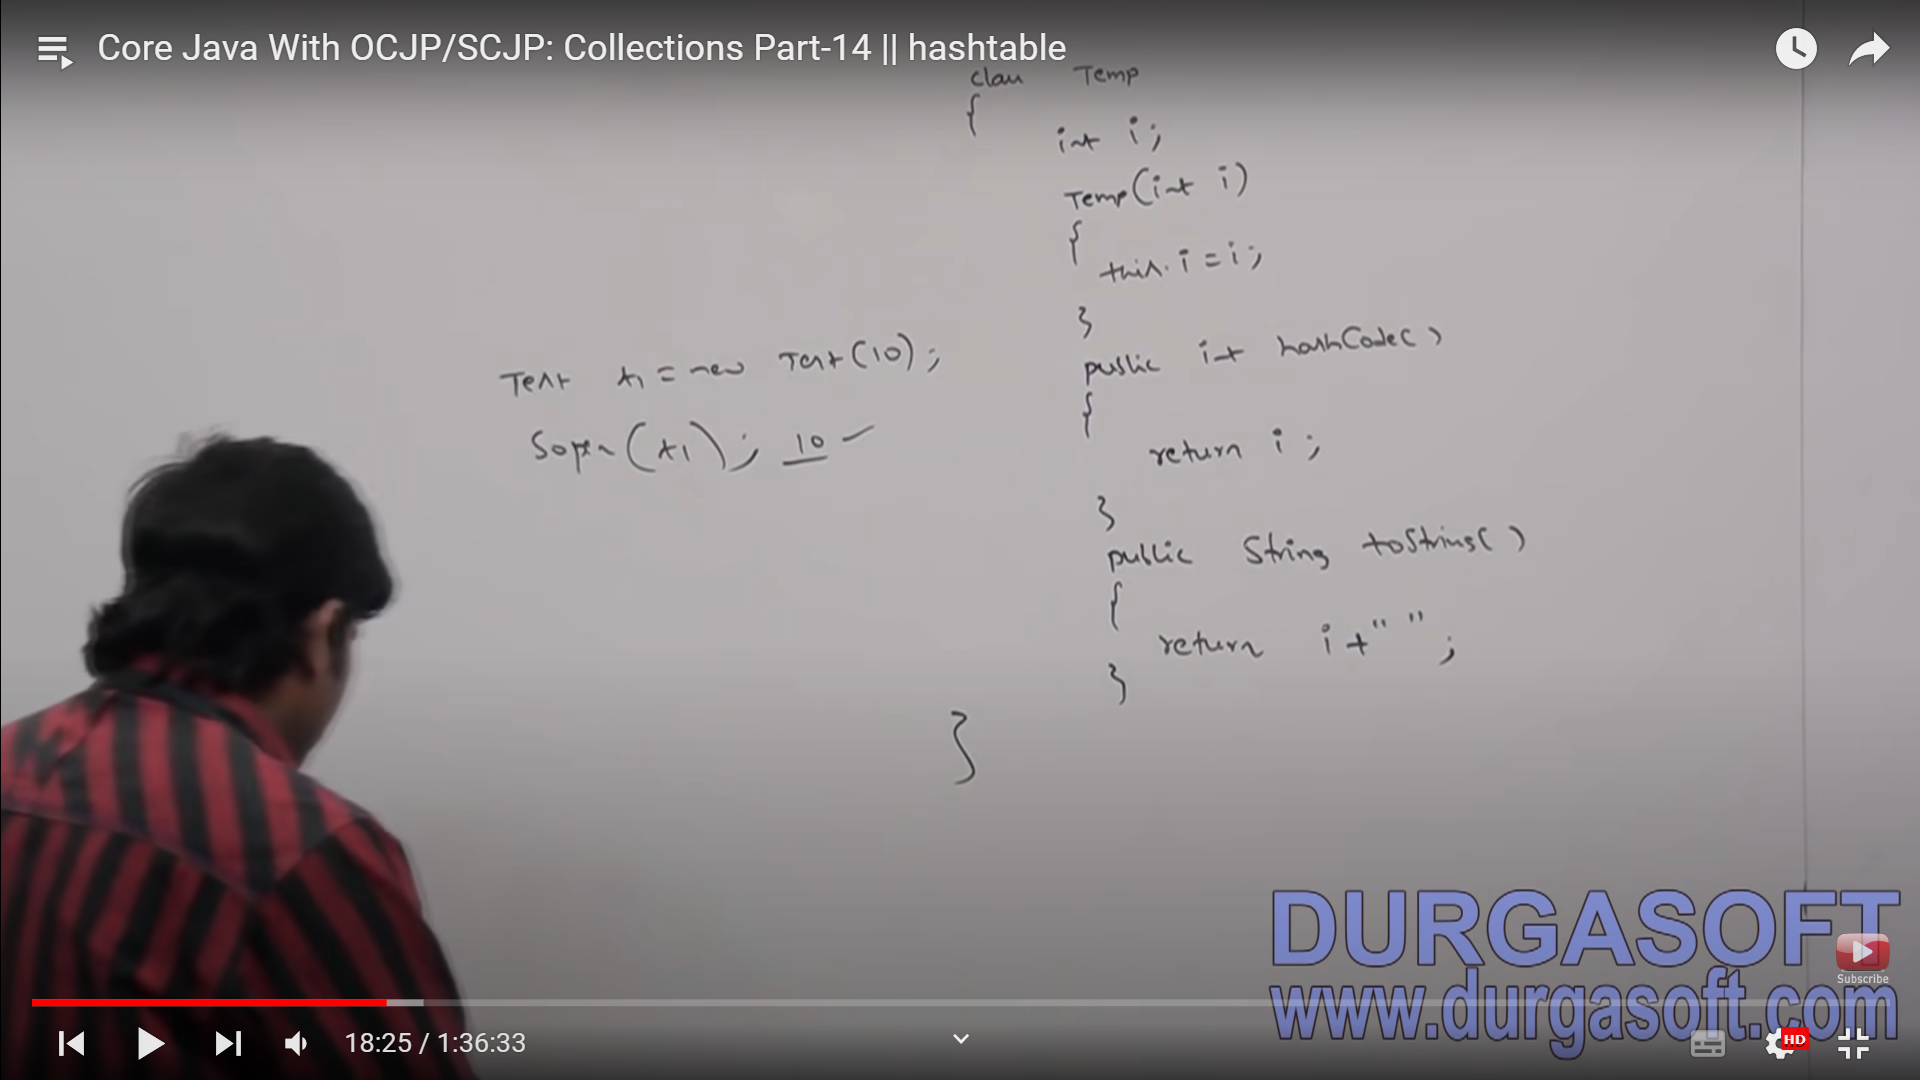 Core Java With OCJP/SCJP: Collections Part-14 || hashtable
class Temp
{
int i;
Temp(int i)
{
this.i = i;
}
public int hashCode()
{
return i;
}
public String toString()
{
return i+" ";
}
}
Test t1 = new Test(10);
Sopln(t1); 10
DURGASOFT
www.durgasoft.com
Subscribe
18:25 / 1:36:33
HD